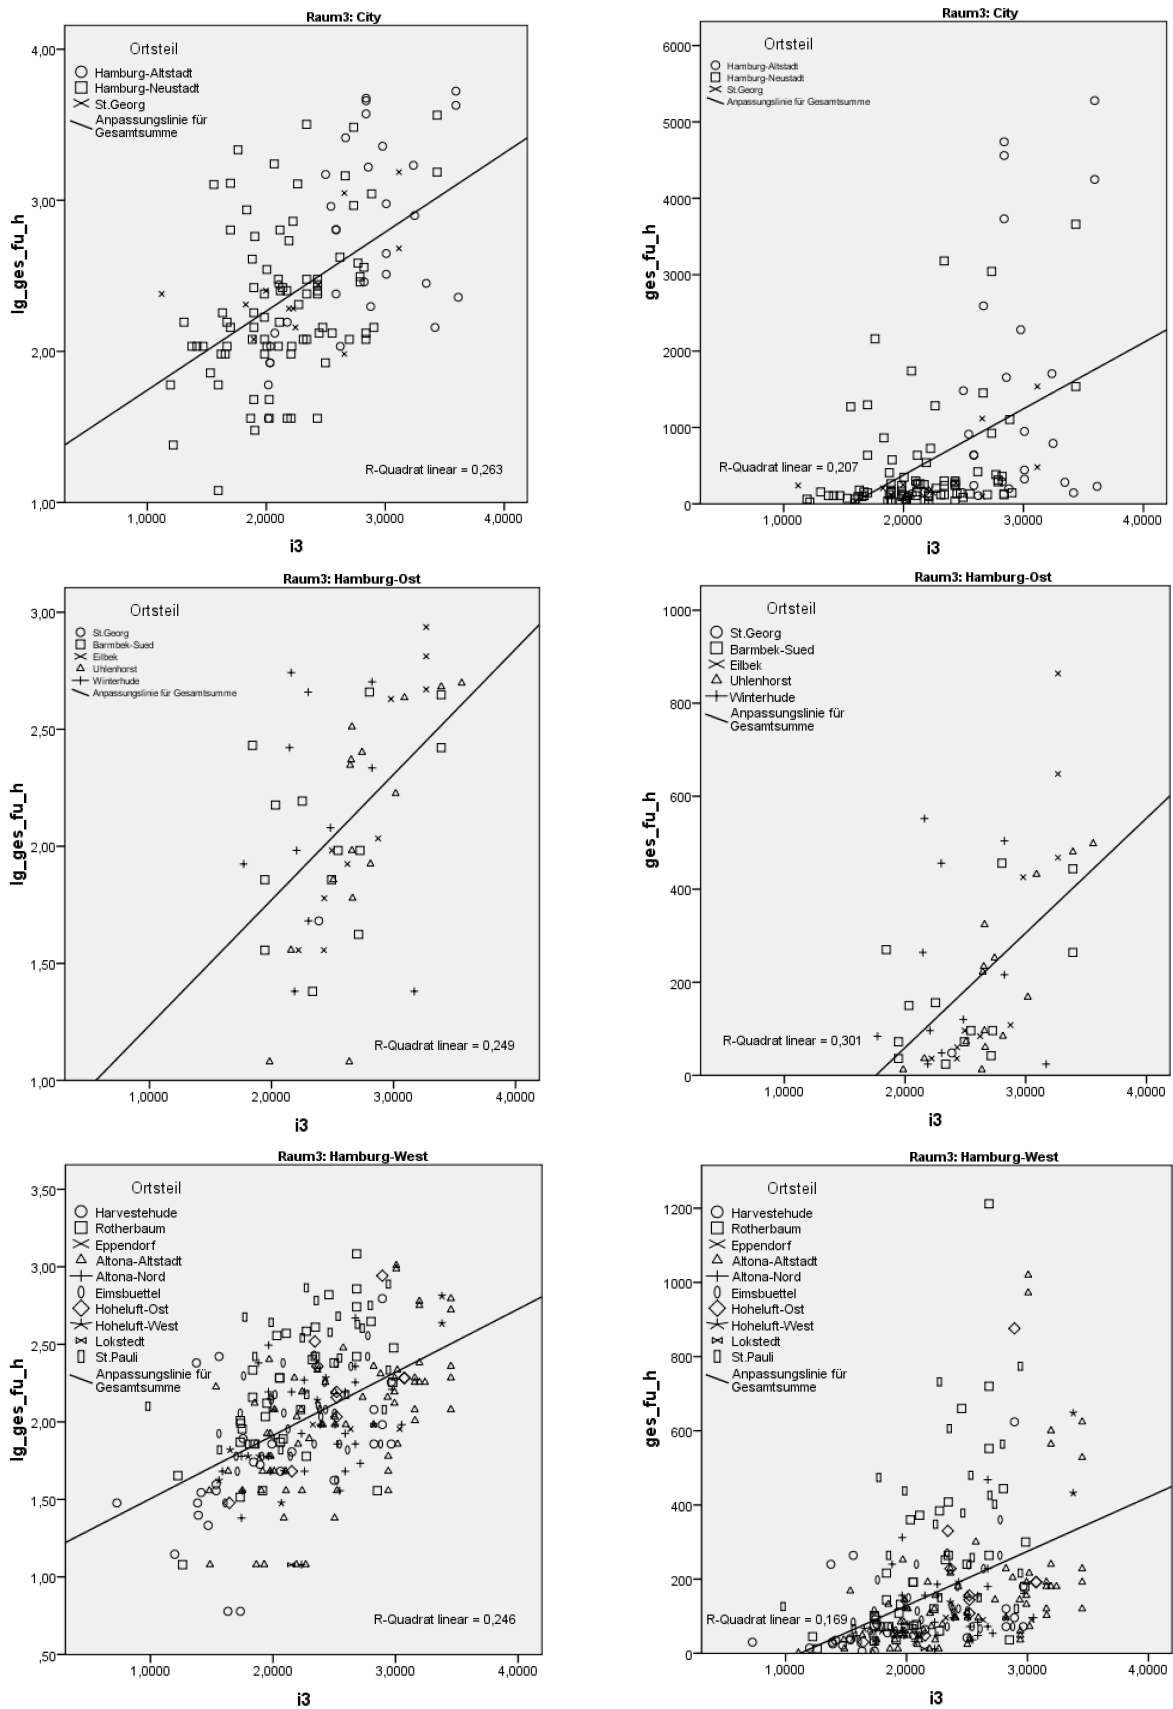 Raum3: City
Ortsteil
Hamburg-Altstadt
Hamburg-Neustadt
St.Georg
Anpassungslinie für
Gesamtsumme
4,00
3,00
2,00
1,00
lg_ges_fu_h
R-Quadrat linear = 0,263
1,0000 2,0000 3,0000 4,0000
i3
Raum3: City
Ortsteil
Hamburg-Altstadt
Hamburg-Neustadt
St.Georg
Anpassungslinie für Gesamtsumme
6000
5000
4000
3000
2000
1000
0
ges_fu_h
R-Quadrat linear = 0,207
1,0000 2,0000 3,0000 4,0000
i3
Raum3: Hamburg-Ost
Ortsteil
St.Georg
Barmbek-Sued
Eilbek
Uhlenhorst
Winterhude
Anpassungslinie für Gesamtsumme
3,00
2,50
2,00
1,50
1,00
lg_ges_fu_h
R-Quadrat linear = 0,249
1,0000 2,0000 3,0000 4,0000
i3
Raum3: Hamburg-Ost
Ortsteil
St.Georg
Barmbek-Sued
Eilbek
Uhlenhorst
Winterhude
Anpassungslinie für
Gesamtsumme
1000
800
600
400
200
0
ges_fu_h
R-Quadrat linear = 0,301
1,0000 2,0000 3,0000 4,0000
i3
Raum3: Hamburg-West
Ortsteil
Harvestehude
Rotherbaum
Eppendorf
Altona-Altstadt
Altona-Nord
Eimsbuettel
Hoheluft-Ost
Hoheluft-West
Lokstedt
St.Pauli
Anpassungslinie für
Gesamtsumme
3,50
3,00
2,50
2,00
1,50
1,00
,50
lg_ges_fu_h
R-Quadrat linear = 0,246
1,0000 2,0000 3,0000 4,0000
i3
Raum3: Hamburg-West
Ortsteil
Harvestehude
Rotherbaum
Eppendorf
Altona-Altstadt
Altona-Nord
Eimsbuettel
Hoheluft-Ost
Hoheluft-West
Lokstedt
St.Pauli
Anpassungslinie für
Gesamtsumme
1200
1000
800
600
400
200
0
ges_fu_h
R-Quadrat linear = 0,169
1,0000 2,0000 3,0000 4,0000
i3